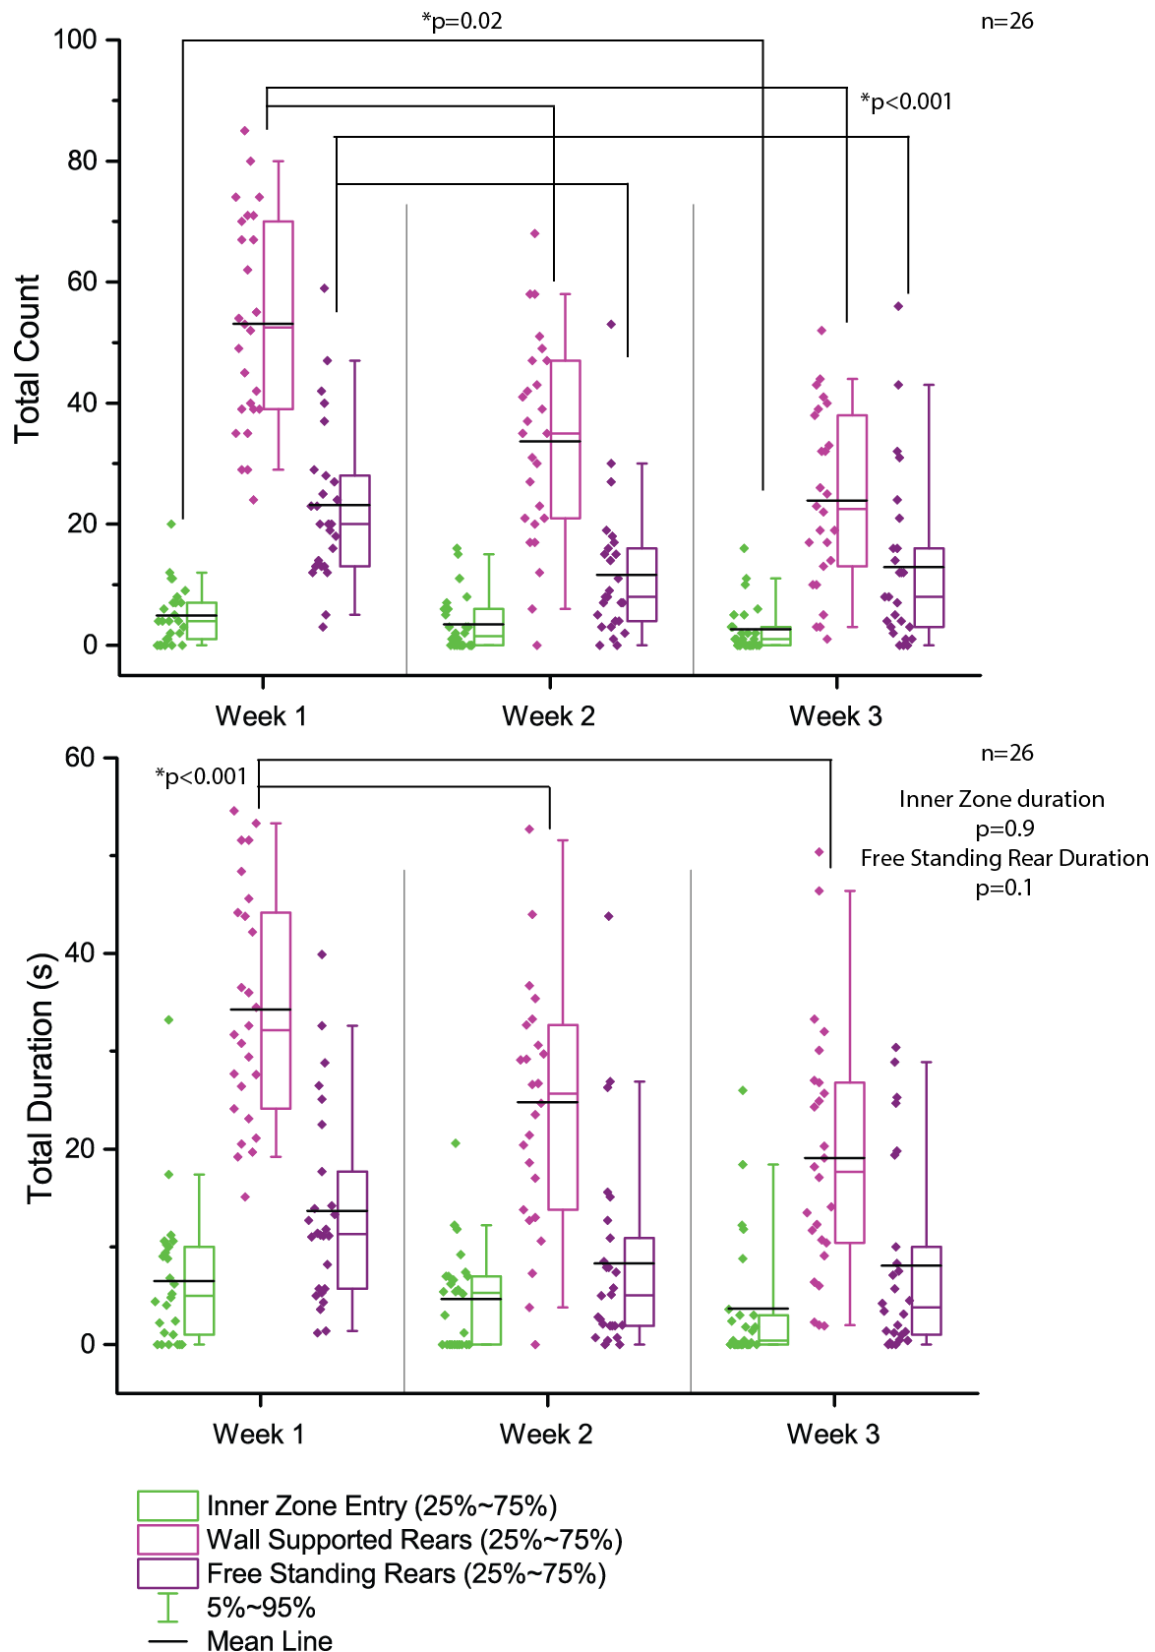 *p=0.02
n=26
100
*p<0.001
80
60
40
20
0
Total Count
Week 1
Week 2
Week 3
n=26
60
*p<0.001
Inner Zone duration
p=0.9
Free Standing Rear Duration
p=0.1
40
20
0
Total Duration (s)
Week 1
Week 2
Week 3
Inner Zone Entry (25%~75%)
Wall Supported Rears (25%~75%)
Free Standing Rears (25%~75%)
5%~95%
Mean Line